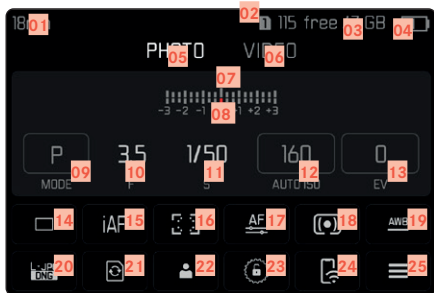 01
02
1 115 free
GB
03
04
PHOTO
05
VIDEO
06
07
08
-3 -2 -1 +1 +2 +3
P
09
MODE
3.5
10
F
1/50
11
S
160
12
AUTO ISO
0
13
EV
14
iAF
15
16
AF
17
18
AWB
19
L-JPG
DNG
20
21
22
23
24
25